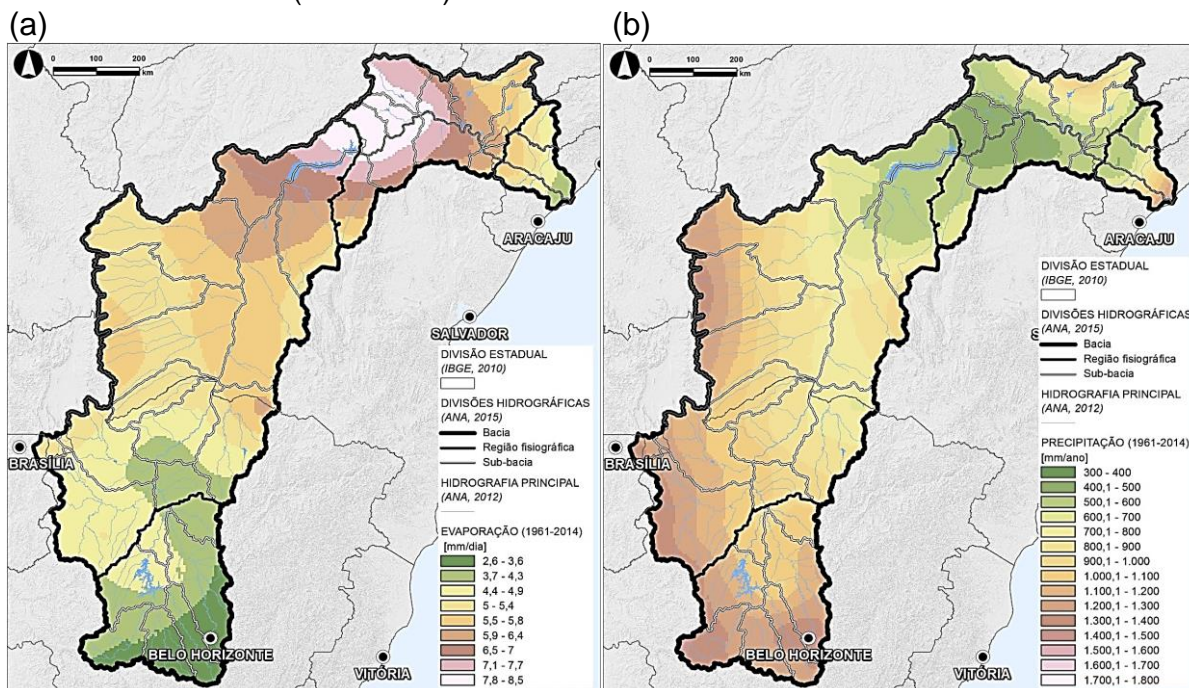 (a)
0 100 200
km
ARACAJU
SALVADOR
BRASÍLIA
BELO HORIZONTE
VITÓRIA
DIVISÃO ESTADUAL
(IBGE, 2010)
DIVISÕES HIDROGRÁFICAS
(ANA, 2015)
Bacia
Região fisiográfica
Sub-bacia
HIDROGRAFIA PRINCIPAL
(ANA, 2012)
EVAPORAÇÃO (1961-2014)
[mm/dia]
2,6 - 3,6
3,7 - 4,3
4,4 - 4,9
5 - 5,4
5,5 - 5,8
5,9 - 6,4
6,5 - 7
7,1 - 7,7
7,8 - 8,5
(b)
0 100 200
km
ARACAJU
S
BRASÍLIA
BELO HORIZONTE
VITÓRIA
DIVISÃO ESTADUAL
(IBGE, 2010)
DIVISÕES HIDROGRÁFICAS
(ANA, 2015)
Bacia
Região fisiográfica
Sub-bacia
HIDROGRAFIA PRINCIPAL
(ANA, 2012)
PRECIPITAÇÃO (1961-2014)
[mm/ano]
300 - 400
400,1 - 500
500,1 - 600
600,1 - 700
700,1 - 800
800,1 - 900
900,1 - 1.000
1.000,1 - 1.100
1.100,1 - 1.200
1.200,1 - 1.300
1.300,1 - 1.400
1.400,1 - 1.500
1.500,1 - 1.600
1.600,1 - 1.700
1.700,1 - 1.800